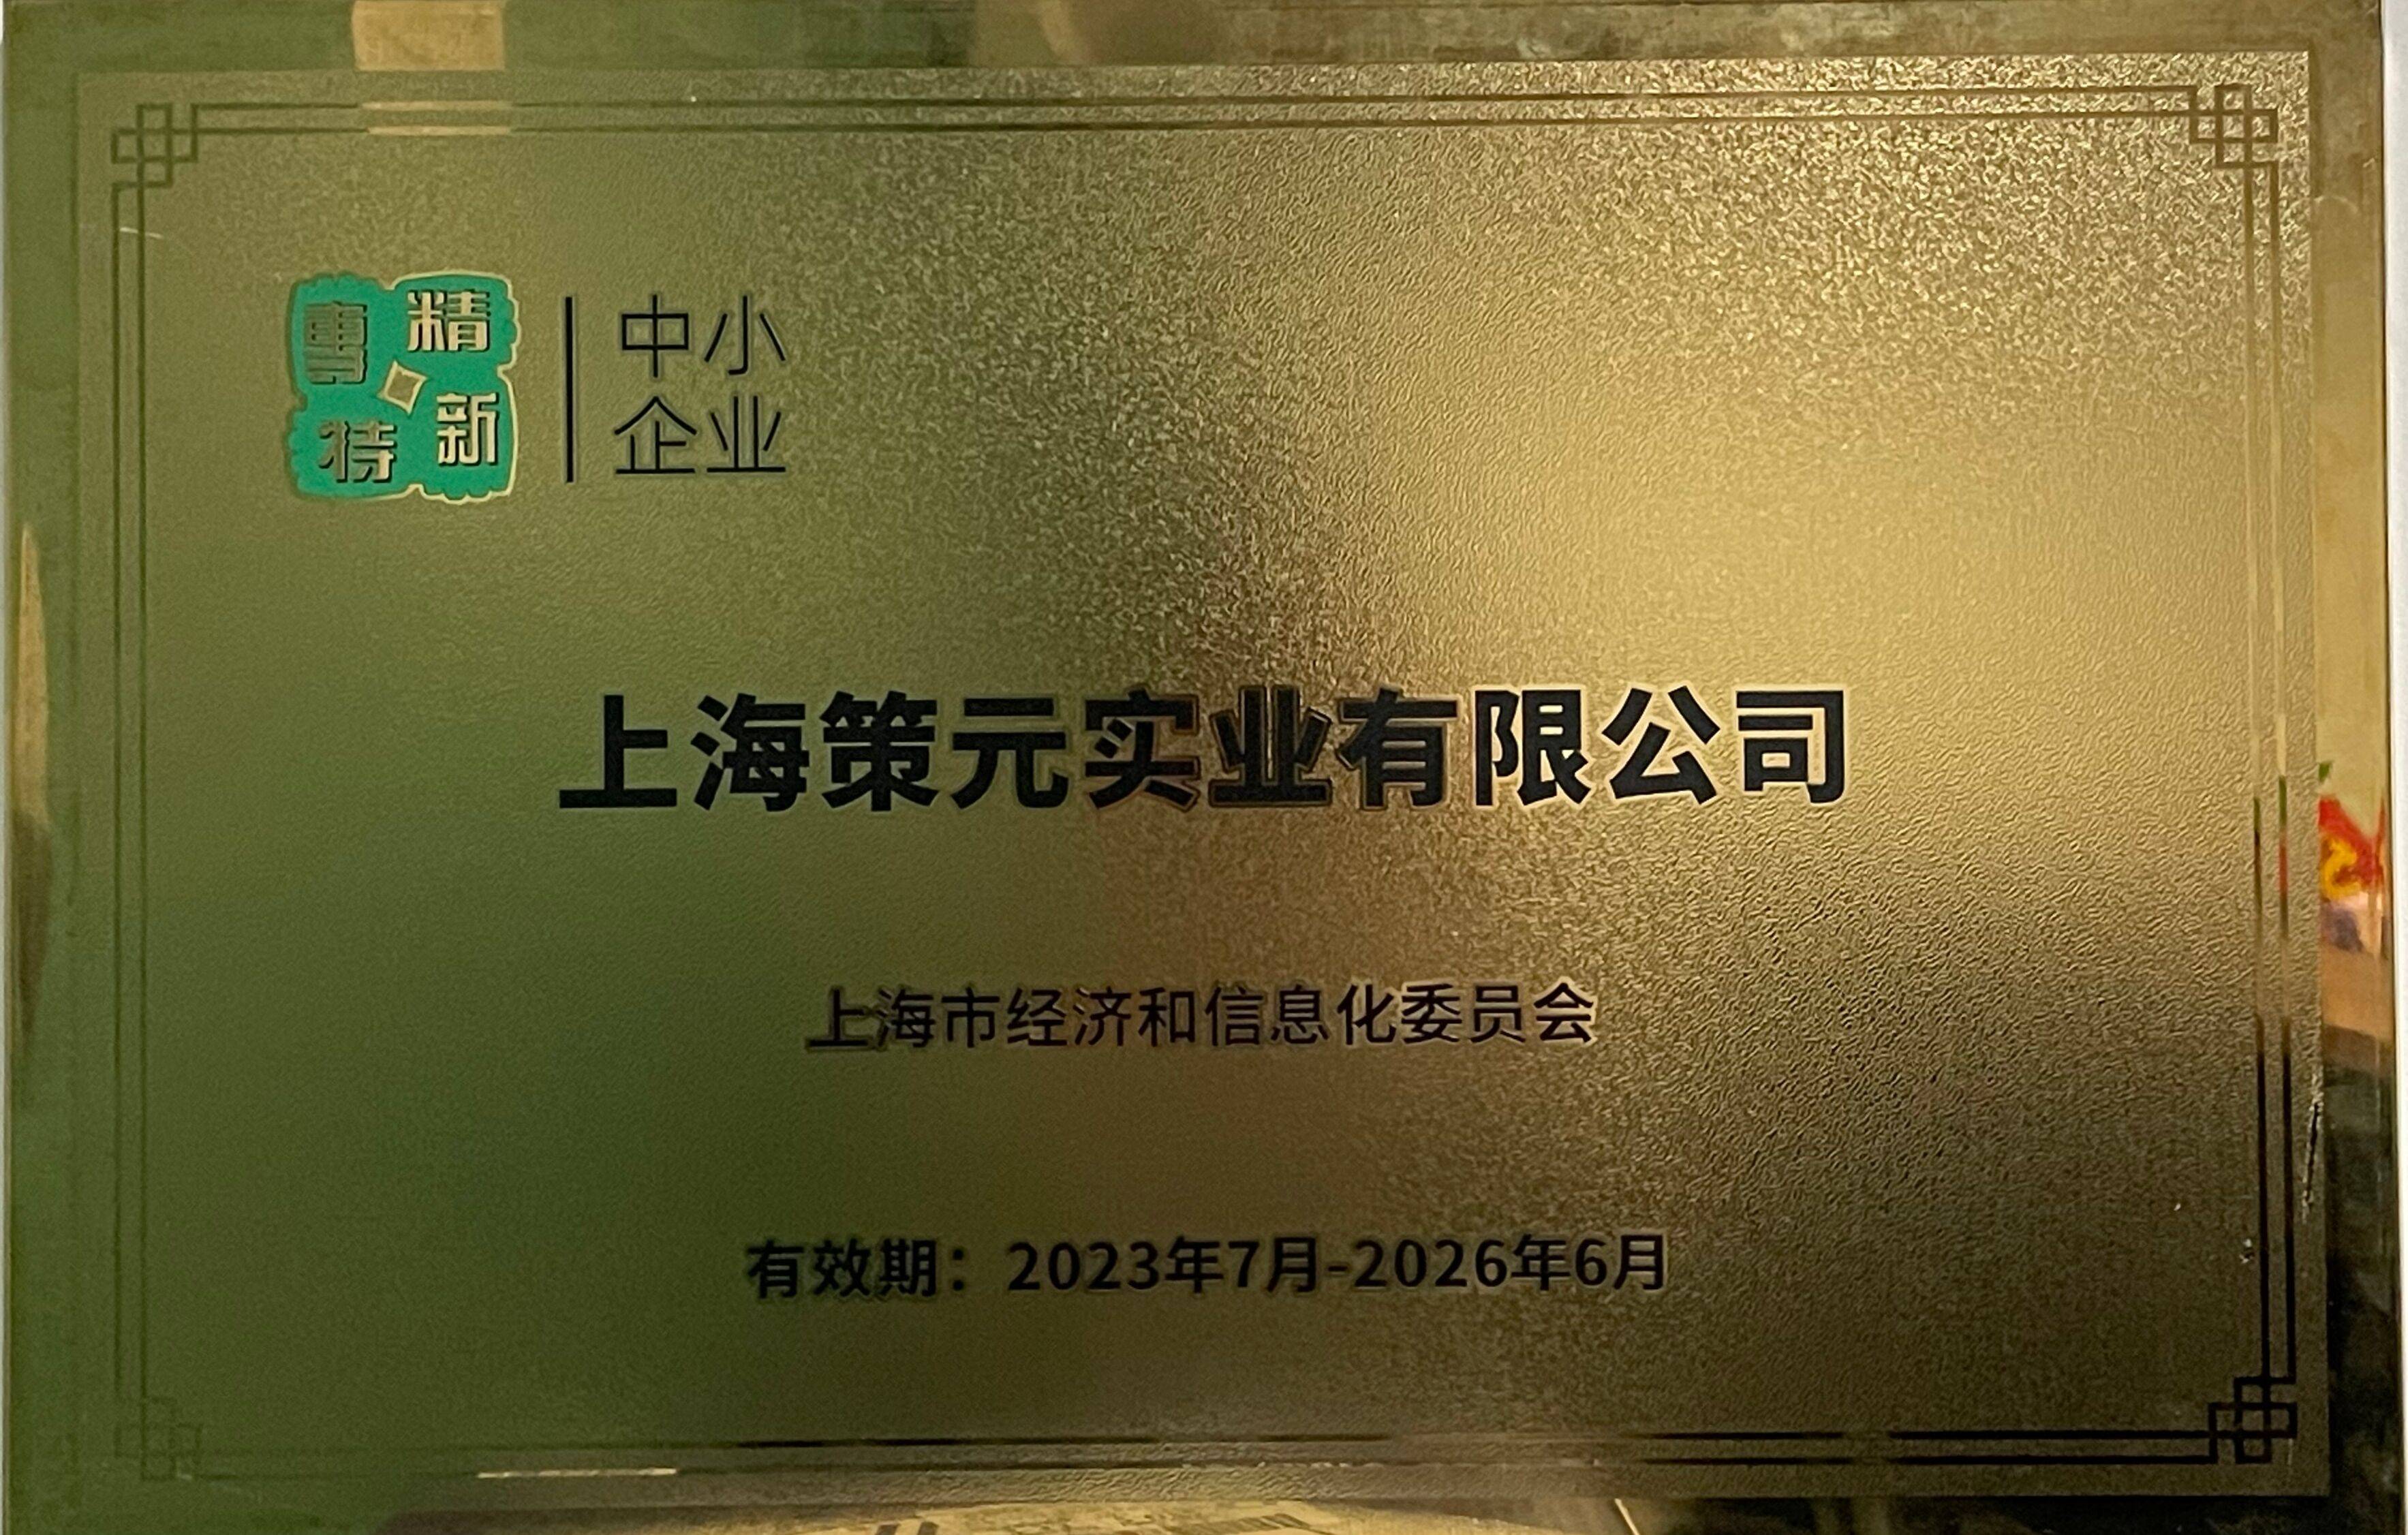 專精特新
中小
企业
上海策元实业有限公司
上海市经济和信息化委员会
有效期：2023年7月-2026年6月